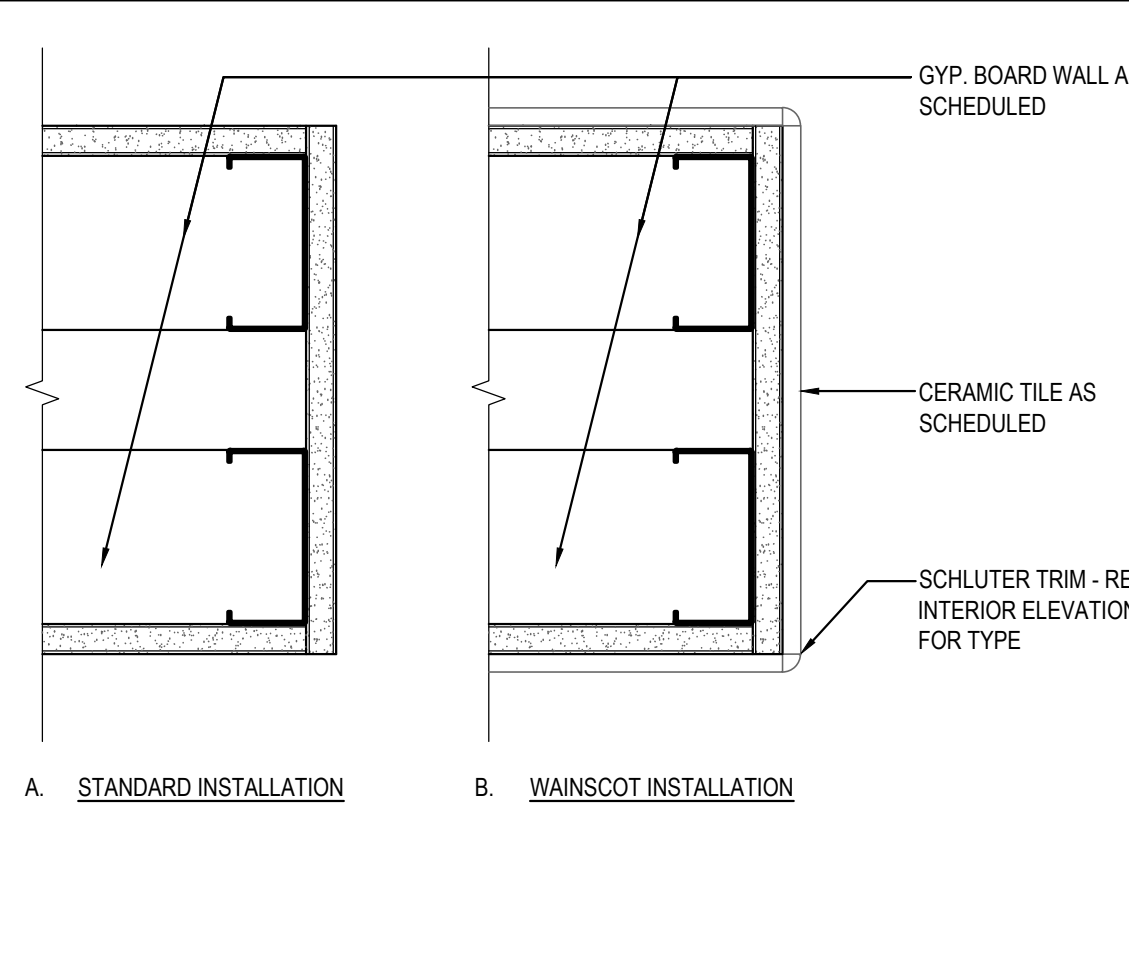 GYP. BOARD WALL A
SCHEDULED
CERAMIC TILE AS
SCHEDULED
SCHLUTER TRIM - RE
INTERIOR ELEVATION
FOR TYPE
A. STANDARD INSTALLATION
B. WAINSCOT INSTALLATION